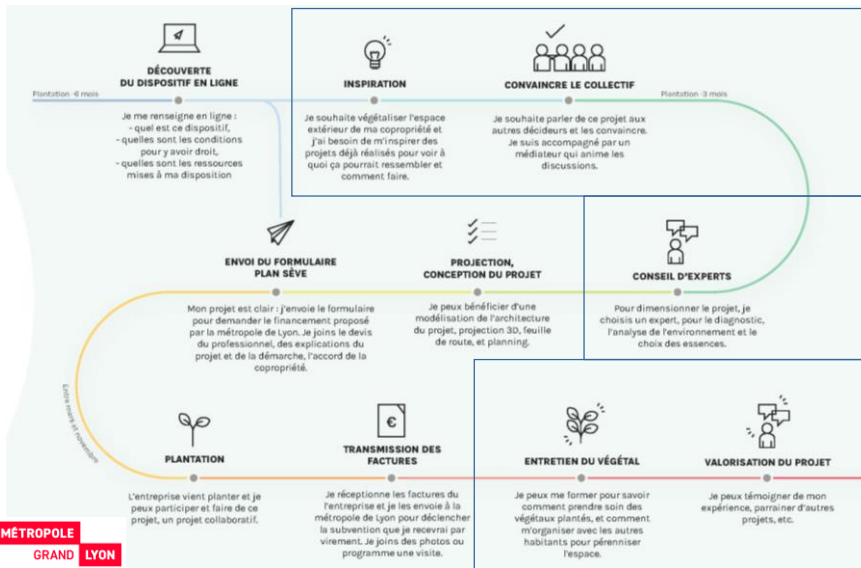 DÉCOUVERTE
DU DISPOSITIF EN LIGNE
INSPIRATION
CONVAINCRE LE COLLECTIF
Plantation -6 mois
Plantation -3 mois
Je me renseigne en ligne :
- quel est ce dispositif,
- quelles sont les conditions
pour y avoir droit,
- quelles sont les ressources
mises à ma disposition
Je souhaite végétaliser l'espace
extérieur de ma copropriété et
j'ai besoin de m'inspirer des
projets déjà réalisés pour voir à
quoi ça pourrait ressembler et
comment faire.
Je souhaite parler de ce projet aux
autres décideurs et les convaincre.
Je suis accompagné par un
médiateur qui anime les
discussions.
ENVOI DU FORMULAIRE
PLAN SÈVE
PROJECTION,
CONCEPTION DU PROJET
CONSEIL D'EXPERTS
Mon projet est clair : j'envoie le formulaire
pour demander le financement proposé
par la métropole de Lyon. Je joins le devis
du professionnel, des explications du
projet et de la démarche, l'accord de la
copropriété.
Je peux bénéficier d'une
modélisation de l'architecture
du projet, projection 3D, feuille
de route, et planning.
Pour dimensionner le projet, je
choisis un expert, pour le diagnostic,
l'analyse de l'environnement et le
choix des essences.
Entre mars et novembre
€
PLANTATION
TRANSMISSION DES
FACTURES
ENTRETIEN DU VÉGÉTAL
VALORISATION DU PROJET
L'entreprise vient planter et je
peux participer et faire de ce
projet, un projet collaboratif.
Je réceptionne les factures du
l'entreprise et je les envoie à la
métropole de Lyon pour déclencher
la subvention que je recevrai par
virement. Je joins des photos ou
programme une visite.
Je peux me former pour savoir
comment prendre soin des
végétaux plantés, et comment
m'organiser avec les autres
habitants pour pérenniser
l'espace.
Je peux témoigner de mon
expérience, parrainer d'autres
projets, etc.
MÉTROPOLE
GRAND LYON